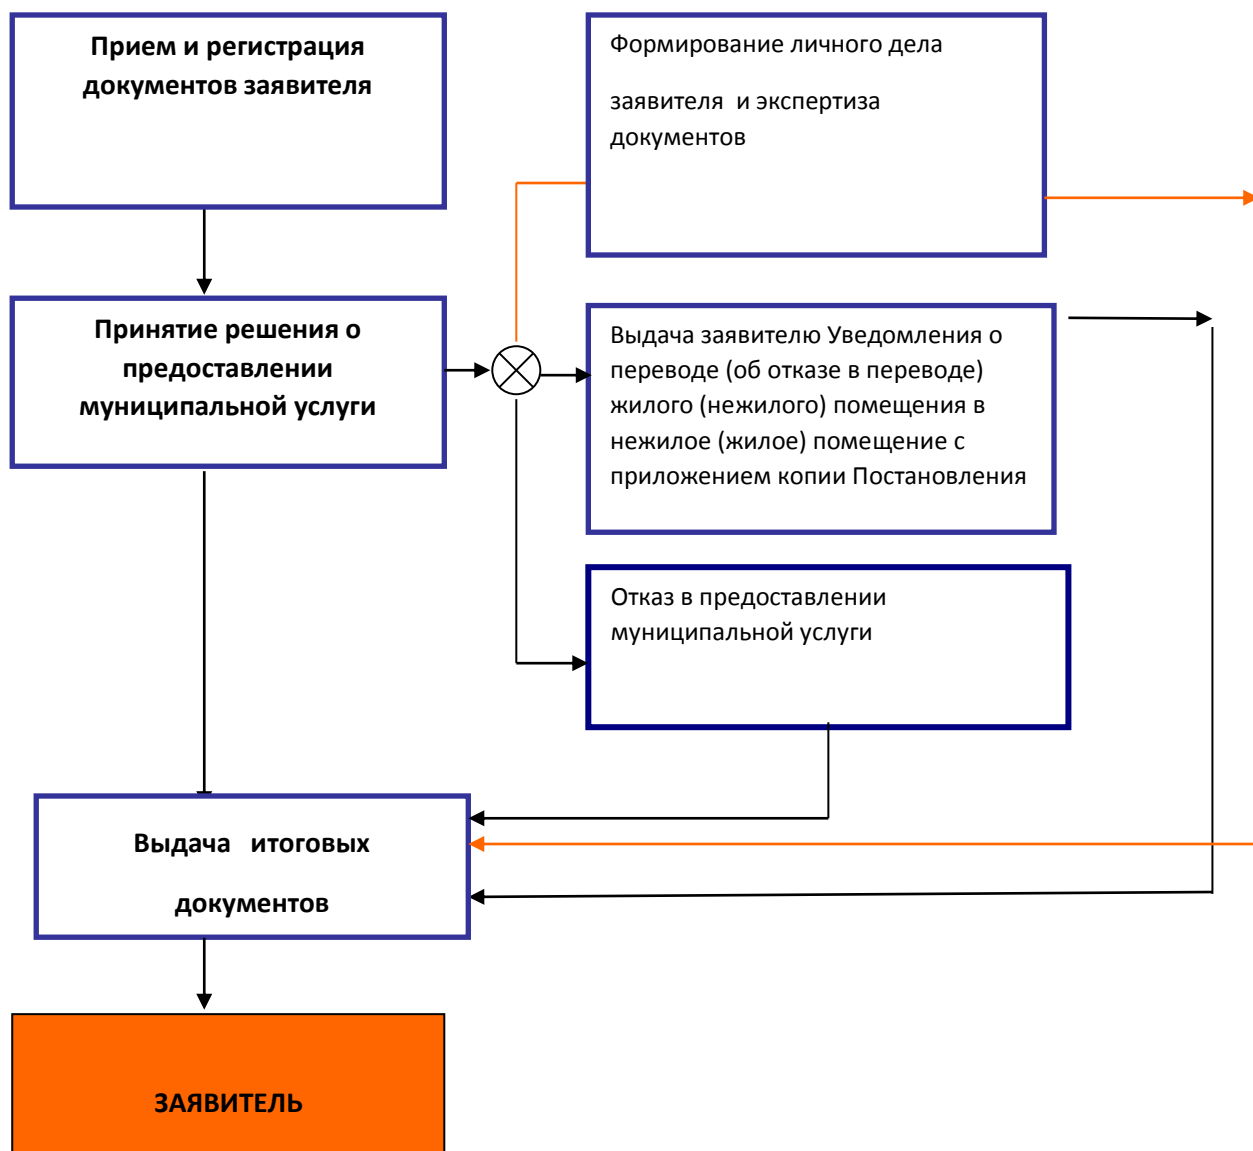 Прием и регистрация
документов заявителя
Формирование личного дела
заявителя и экспертиза
документов
Принятие решения о
предоставлении
муниципальной услуги
Выдача заявителю Уведомления о
переводе (об отказе в переводе)
жилого (нежилого) помещения в
нежилое (жилое) помещение с
приложением копии Постановления
Отказ в предоставлении
муниципальной услуги
Выдача итоговых
документов
ЗАЯВИТЕЛЬ